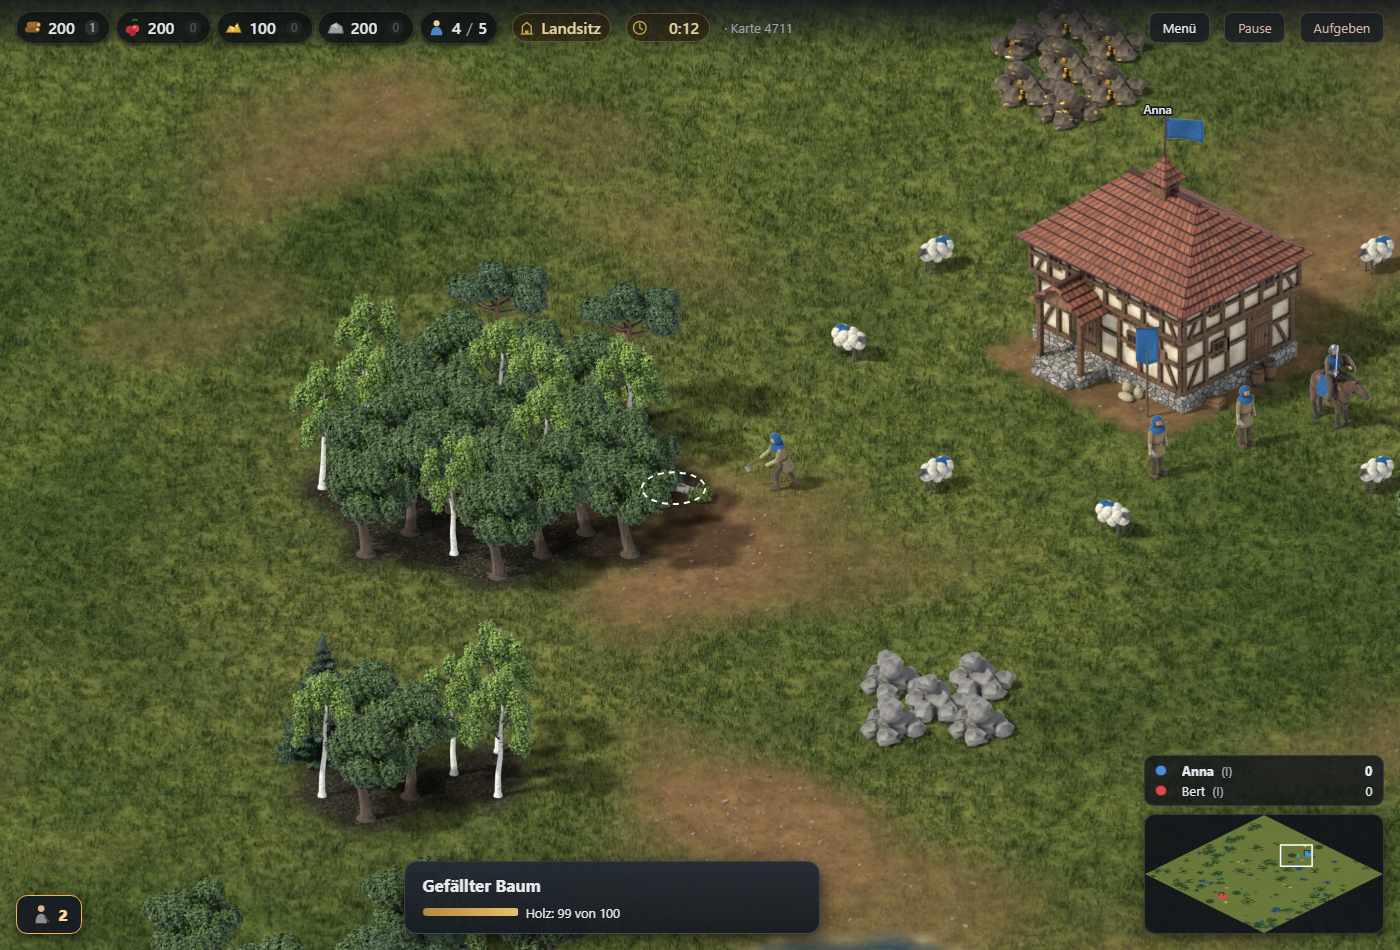 200 1 200 0 100 0 200 0 4 / 5 Landsitz 0:12 · Karte 4711 Menü Pause Aufgeben
Anna
Anna (I) 0
Bert (I) 0
Gefällter Baum
Holz: 99 von 100
2